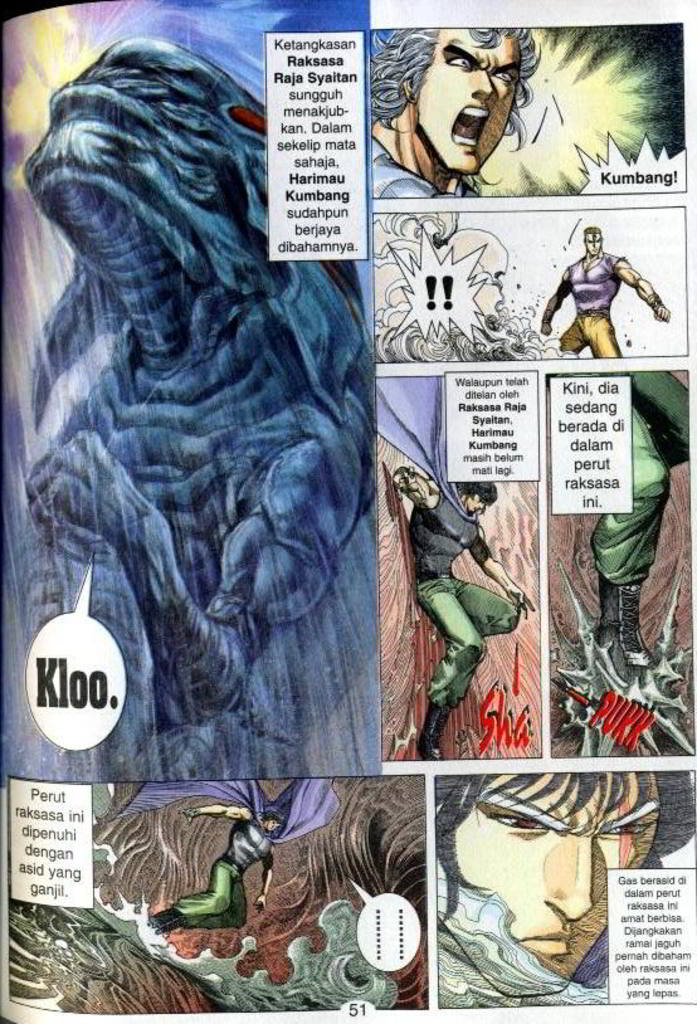 Ketangkasan
Raksasa
Raja Syaitan
sungguh
menakjub-
kan. Dalam
sekelip mata
sahaja,
Harimau
Kumbang
sudahpun
berjaya
dibahamnya.
Kumbang!
!!
Kloo.
Walaupun telah
ditelan oleh
Raksasa Raja
Syaitan,
Harimau
Kumbang
masih belum
mati lagi.
Sha
Kini, dia
sedang
berada di
dalam
perut
raksasa
ini.
PURR
Perut
raksasa ini
dipenuhi
dengan
asid yang
ganjil.
Gas berasid di
dalam perut
raksasa ini
amat berbisa.
Dijangkakan
ramai jaguh
pernah dibaham
oleh raksasa ini
pada masa
yang lepas.
51